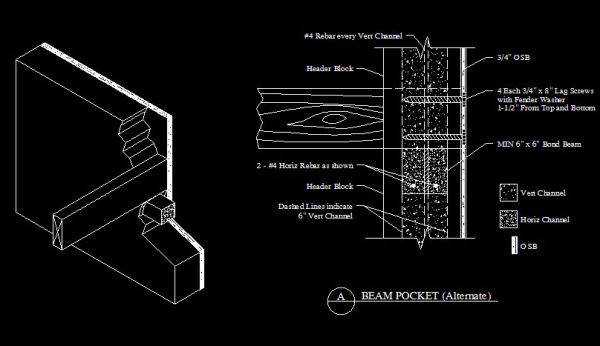 #4 Rebar every Vert Channel
Header Block
3/4" OSB
4 Each 3/4" x 8" Lag Screws
with Fender Washer
1-1/2" From Top and Bottom
MIN 6" x 6" Bond Beam
2 - #4 Horiz Rebar as shown
Header Block
Dashed Lines indicate
6" Vert Channel
Vert Channel
Horiz Channel
OSB
A
BEAM POCKET (Alternate)